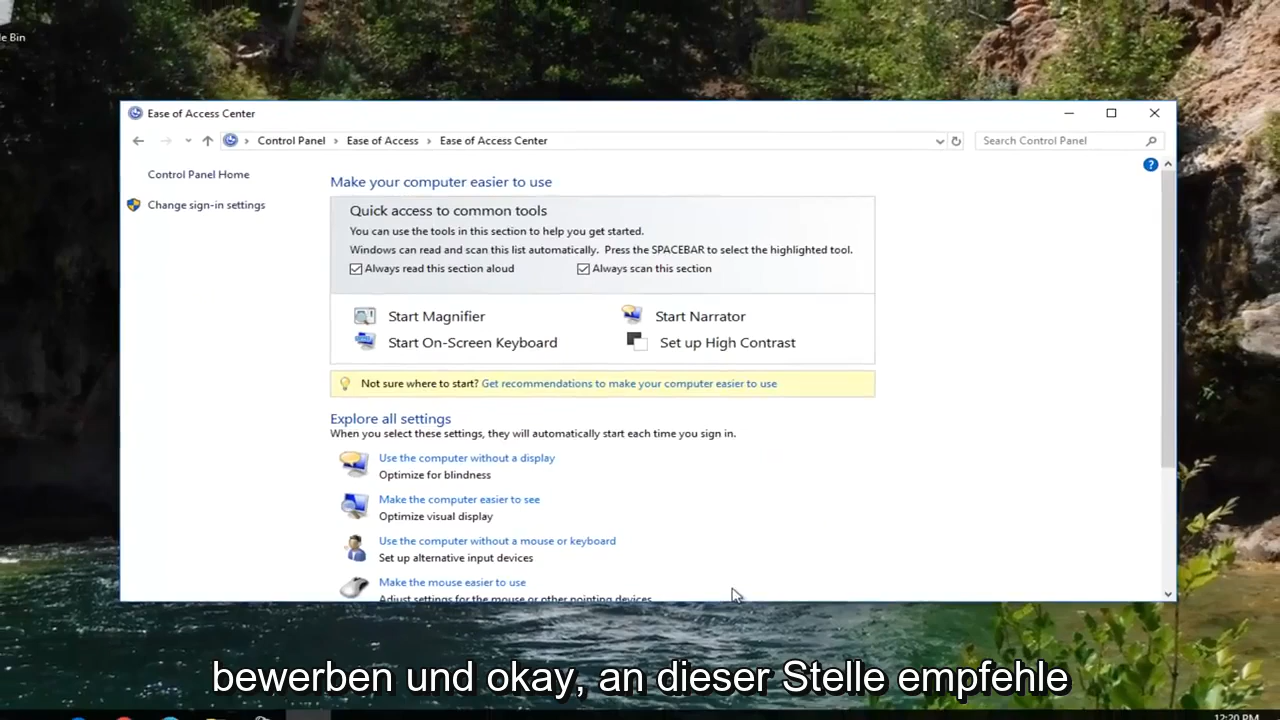 le Bin
Ease of Access Center
Control Panel › Ease of Access › Ease of Access Center
Search Control Panel
Control Panel Home
Change sign-in settings
Make your computer easier to use
Quick access to common tools
You can use the tools in this section to help you get started.
Windows can read and scan this list automatically. Press the SPACEBAR to select the highlighted tool.
Always read this section aloud
Always scan this section
Start Magnifier
Start Narrator
Start On-Screen Keyboard
Set up High Contrast
Not sure where to start? Get recommendations to make your computer easier to use
Explore all settings
When you select these settings, they will automatically start each time you sign in.
Use the computer without a display
Optimize for blindness
Make the computer easier to see
Optimize visual display
Use the computer without a mouse or keyboard
Set up alternative input devices
Make the mouse easier to use
Adjust settings for the mouse or other pointing devices
bewerben und okay, an dieser Stelle empfehle
12:20 PM